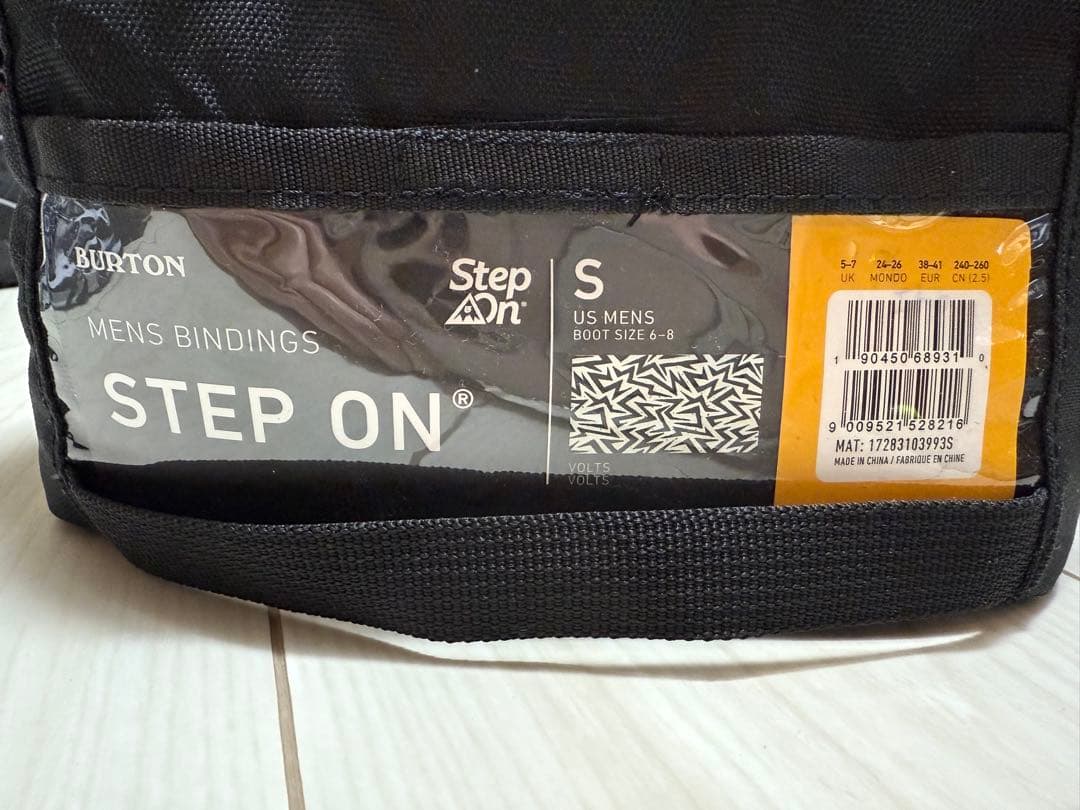 BURTON
MENS BINDINGS
STEP ON®
Step
On
S
US MENS
BOOT SIZE 6-8
VOLTS
VOLTS
5-7 24-26 38-41 240-260
UK MONDO EUR CN (2.5)
1 90450 68931 0
9 009521 528216
MAT: 17283103993S
MADE IN CHINA / FABRIQUE EN CHINE